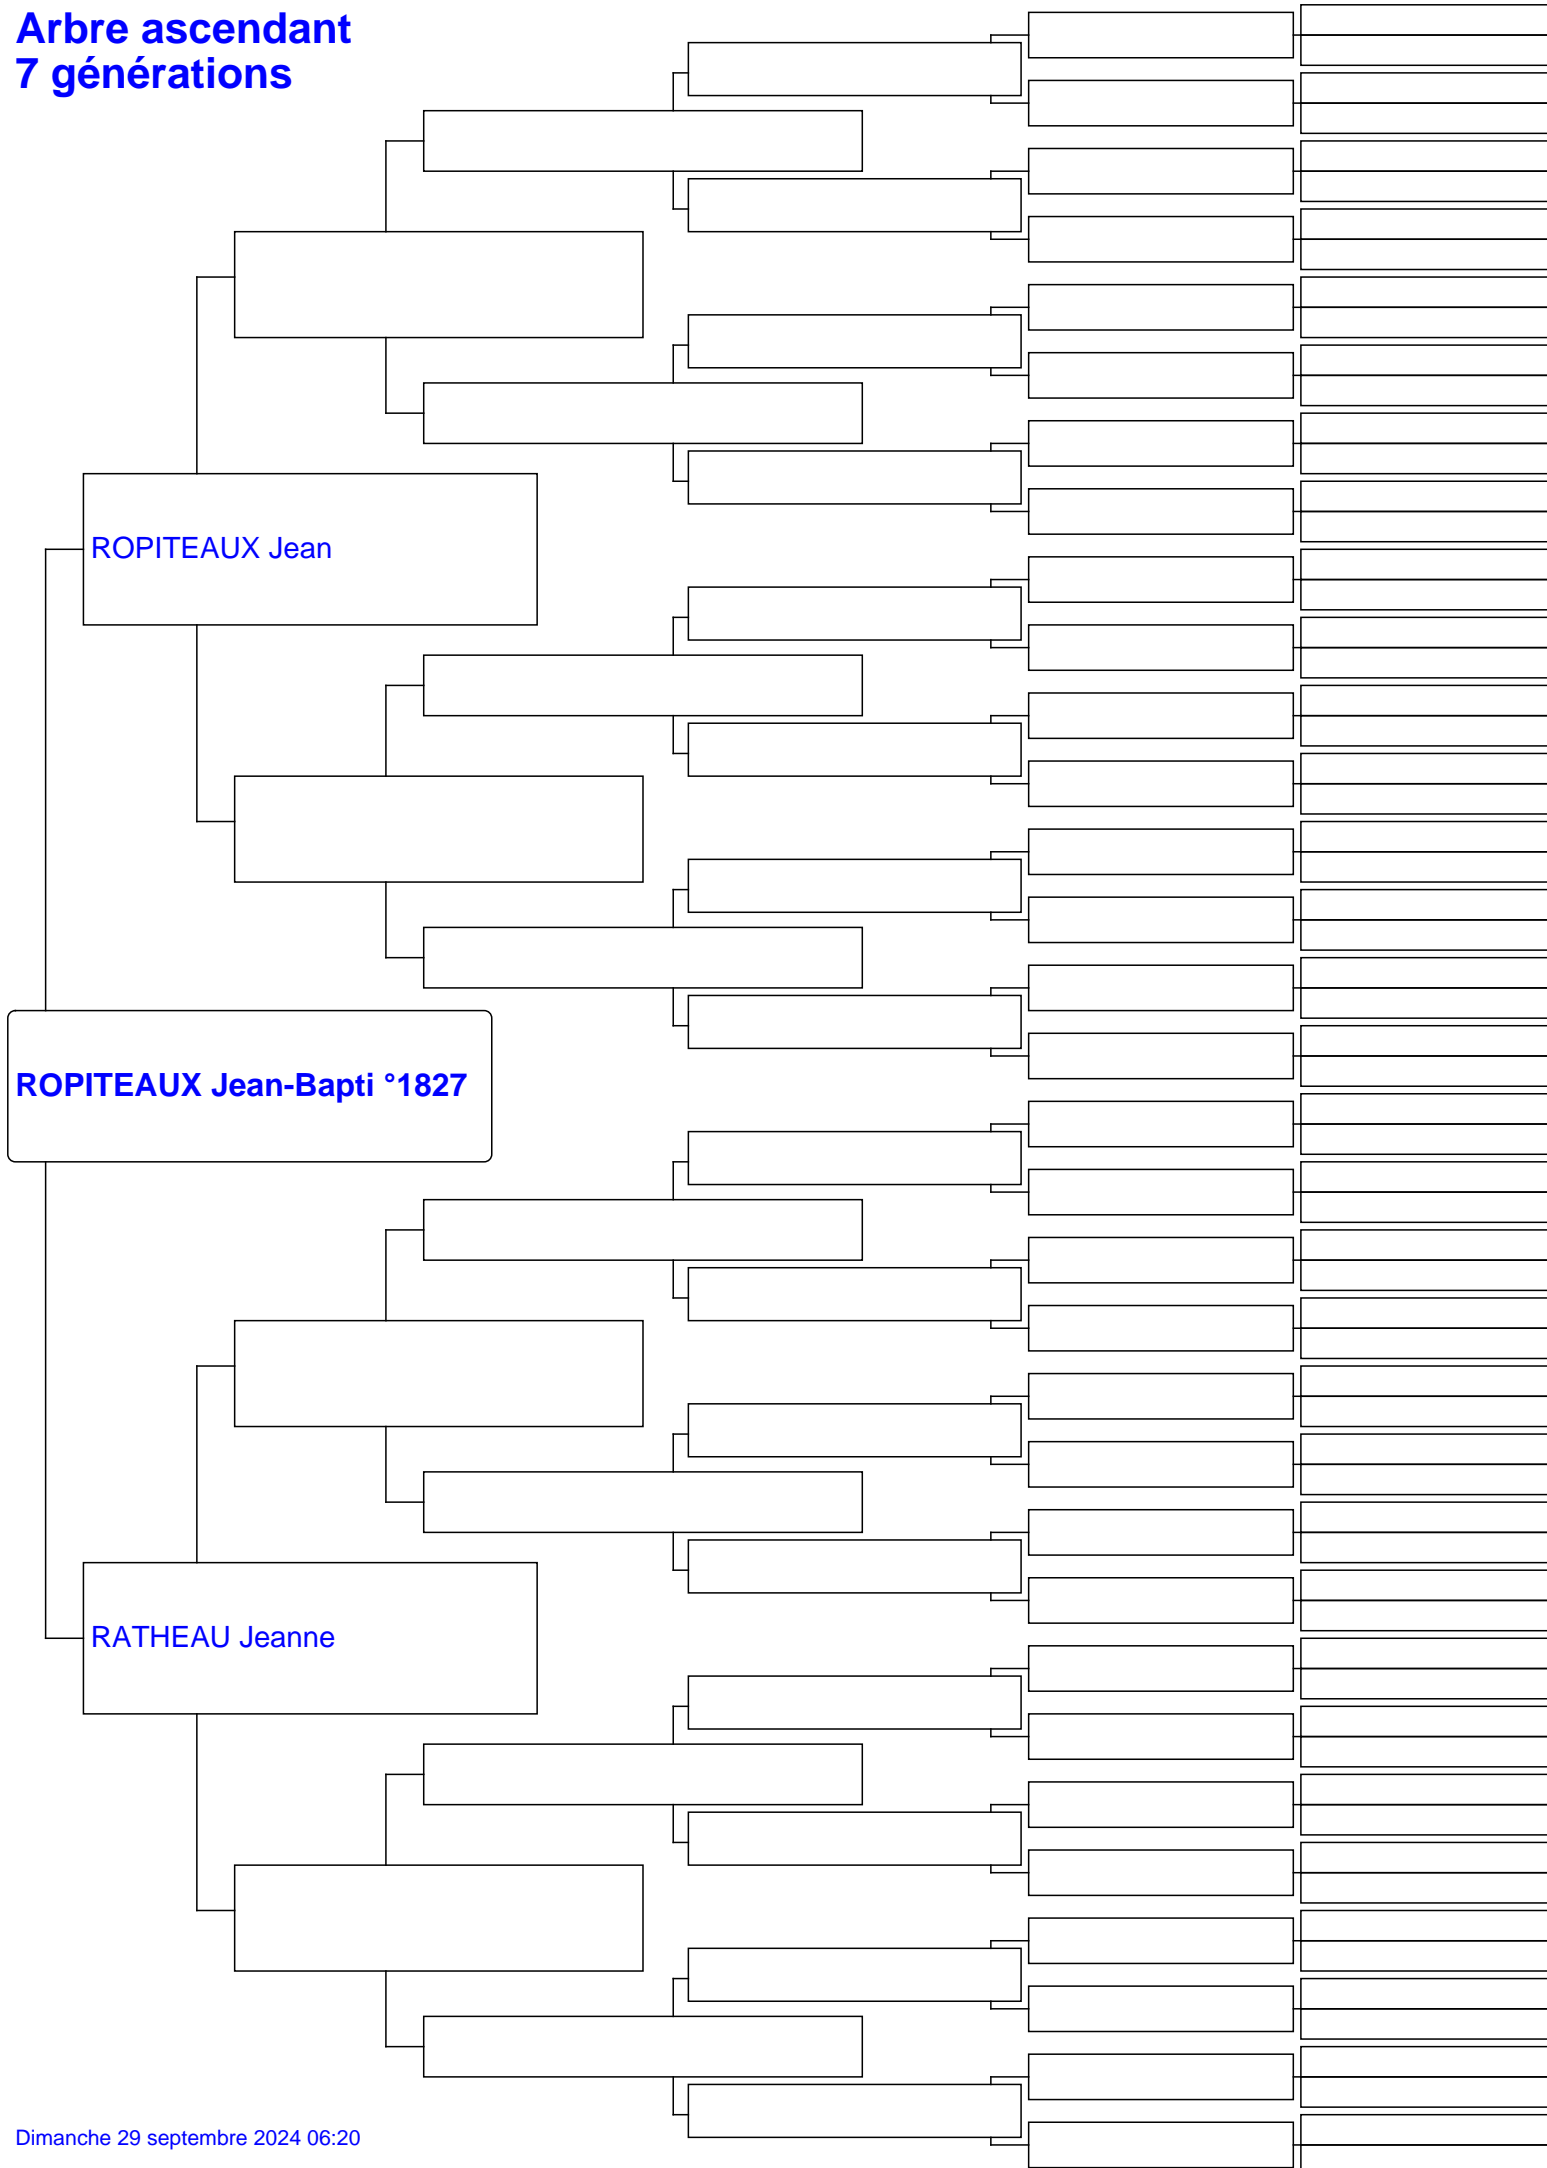 Arbre ascendant
7 générations
ROPITEAUX Jean
ROPITEAUX Jean-Bapti °1827
RATHEAU Jeanne
Dimanche 29 septembre 2024 06:20